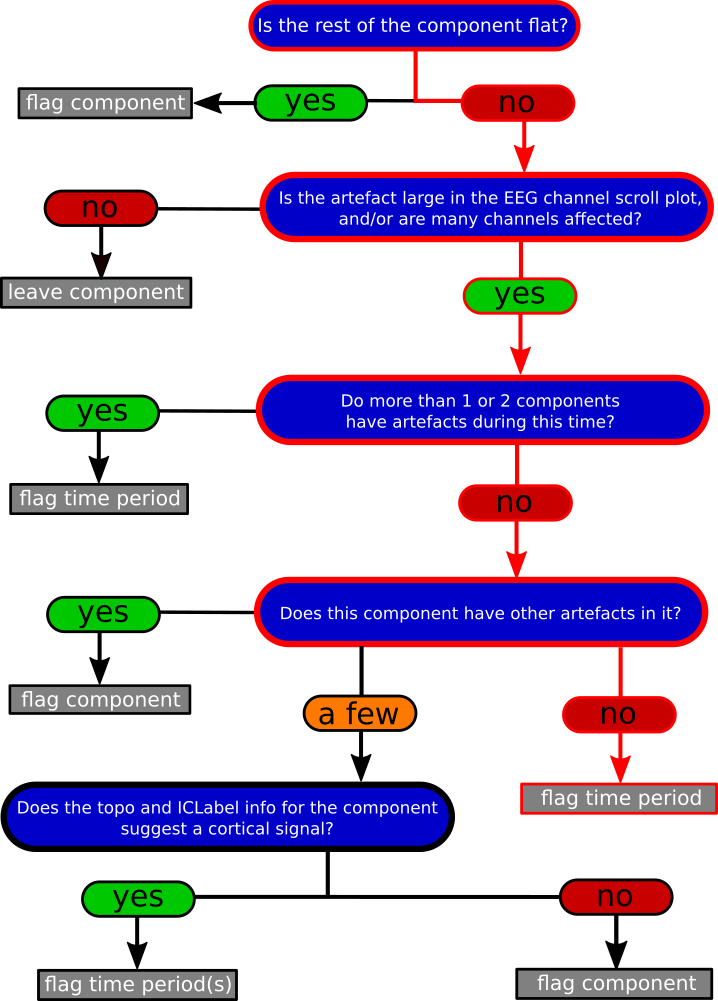 Is the rest of the component flat?
flag component
yes
no
Is the artefact large in the EEG channel scroll plot,
and/or are many channels affected?
no
leave component
yes
Do more than 1 or 2 components
have artefacts during this time?
yes
flag time period
no
Does this component have other artefacts in it?
yes
flag component
a few
no
flag time period
Does the topo and ICLabel info for the component
suggest a cortical signal?
yes
no
flag time period(s)
flag component